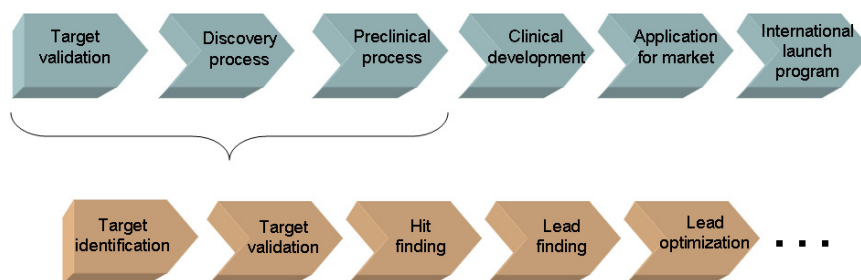 Target
validation
Discovery
process
Preclinical
process
Clinical
development
Application
for market
International
launch
program
Target
identification
Target
validation
Hit
finding
Lead
finding
Lead
optimization
...